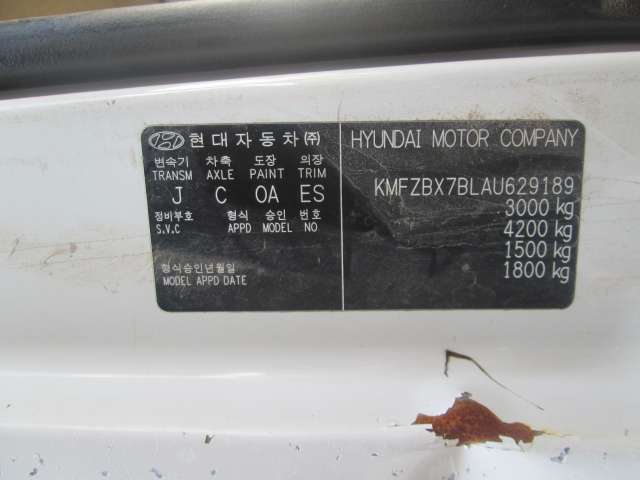 현대자동차㈜
변속기 차축 도장 의장
TRANSM AXLE PAINT TRIM
J C OA ES
정비부호 형식 승인 번호
S.V.C APPD MODEL NO
형식승인년월일
MODEL APPD DATE
HYUNDAI MOTOR COMPANY
KMFZBX7BLAU629189
3000 kg
4200 kg
1500 kg
1800 kg